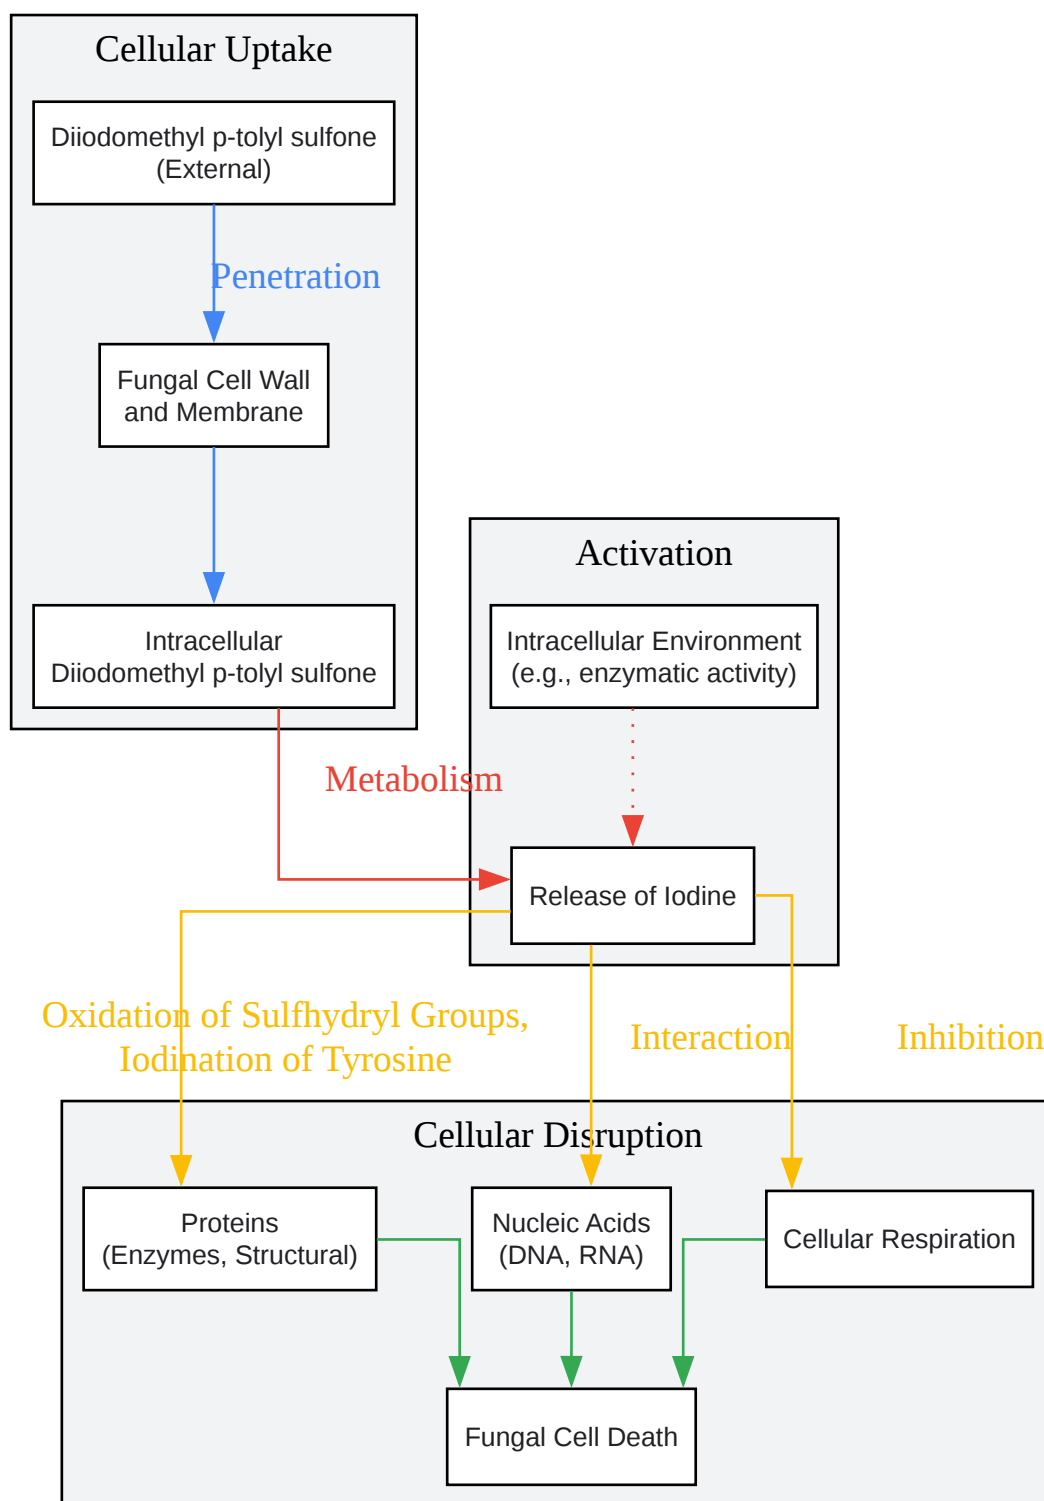 Cellular Uptake
Diiodomethyl p-tolyl sulfone
(External)
Penetration
Fungal Cell Wall
and Membrane
Intracellular
Diiodomethyl p-tolyl sulfone
Activation
Intracellular Environment
(e.g., enzymatic activity)
Metabolism
Release of Iodine
Oxidation of Sulfhydryl Groups,
Iodination of Tyrosine
Interaction
Inhibition
Cellular Disruption
Proteins
(Enzymes, Structural)
Nucleic Acids
(DNA, RNA)
Cellular Respiration
Fungal Cell Death